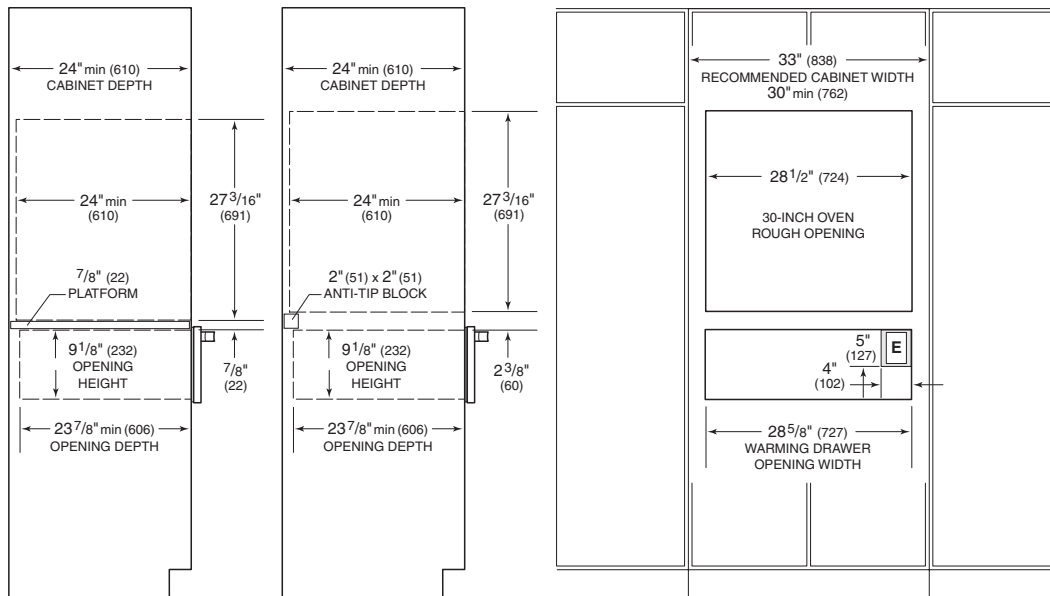 24" min (610)
CABINET DEPTH
24" min
(610)
27 3/16"
(691)
7/8" (22)
PLATFORM
9 1/8" (232)
OPENING
HEIGHT
7/8"
(22)
23 7/8" min (606)
OPENING DEPTH
24" min (610)
CABINET DEPTH
24" min
(610)
27 3/16"
(691)
2" (51) x 2" (51)
ANTI-TIP BLOCK
9 1/8" (232)
OPENING
HEIGHT
2 3/8"
(60)
23 7/8" min (606)
OPENING DEPTH
33" (838)
RECOMMENDED CABINET WIDTH
30" min (762)
28 1/2" (724)
30-INCH OVEN
ROUGH OPENING
5"
(127)
E
4"
(102)
28 5/8" (727)
WARMING DRAWER
OPENING WIDTH